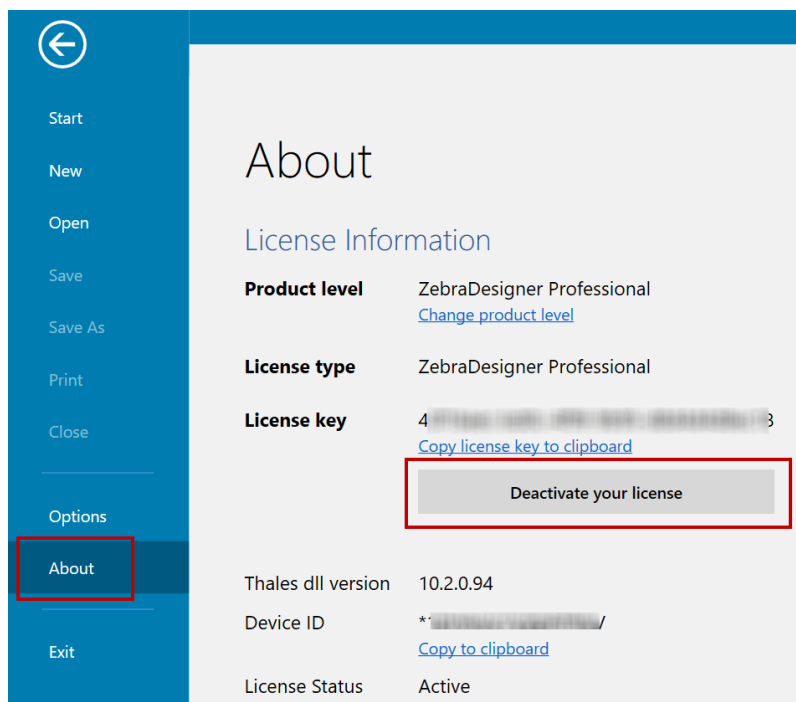 Start
New
Open
Save
Save As
Print
Close
Options
About
Exit
About
License Information
Product level ZebraDesigner Professional
Change product level
License type ZebraDesigner Professional
License key
Copy license key to clipboard
Deactivate your license
Thales dll version 10.2.0.94
Device ID
Copy to clipboard
License Status Active